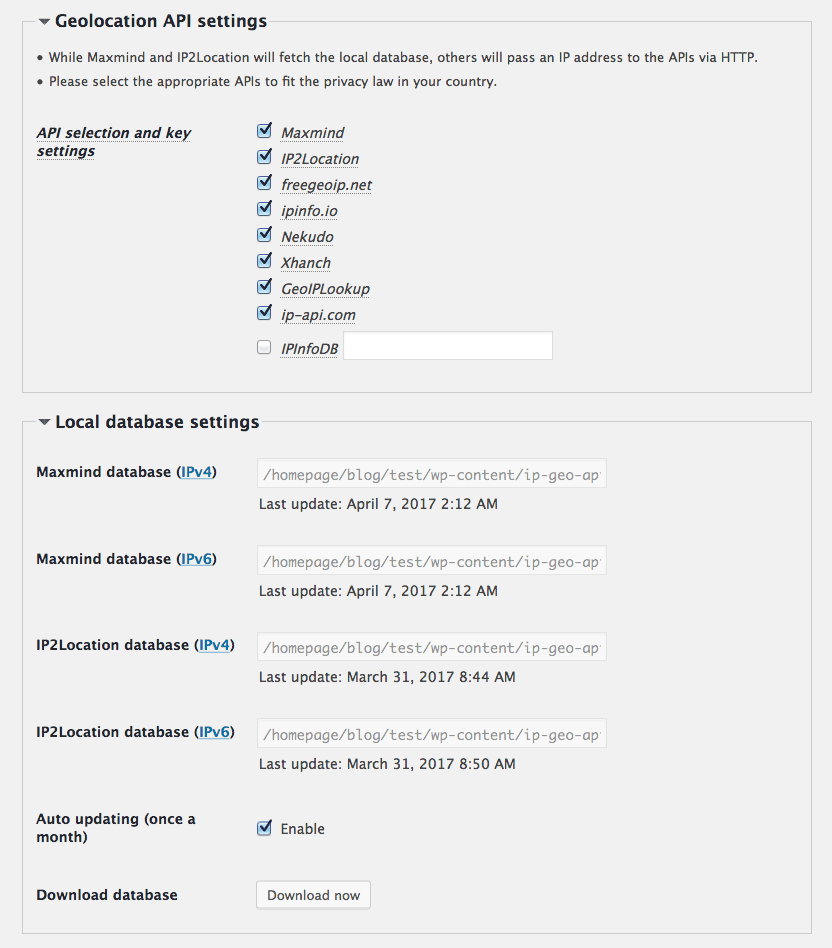 Geolocation API settings
While Maxmind and IP2Location will fetch the local database, others will pass an IP address to the APIs via HTTP.
Please select the appropriate APIs to fit the privacy law in your country.
API selection and key
settings
Maxmind
IP2Location
freegeoip.net
ipinfo.io
Nekudo
Xhanch
GeoIPLookup
ip-api.com
IPInfoDB
Local database settings
Maxmind database (IPv4)
/homepage/blog/test/wp-content/ip-geo-ap
Last update: April 7, 2017 2:12 AM
Maxmind database (IPv6)
/homepage/blog/test/wp-content/ip-geo-ap
Last update: April 7, 2017 2:12 AM
IP2Location database (IPv4)
/homepage/blog/test/wp-content/ip-geo-ap
Last update: March 31, 2017 8:44 AM
IP2Location database (IPv6)
/homepage/blog/test/wp-content/ip-geo-ap
Last update: March 31, 2017 8:50 AM
Auto updating (once a
month)
Enable
Download database
Download now